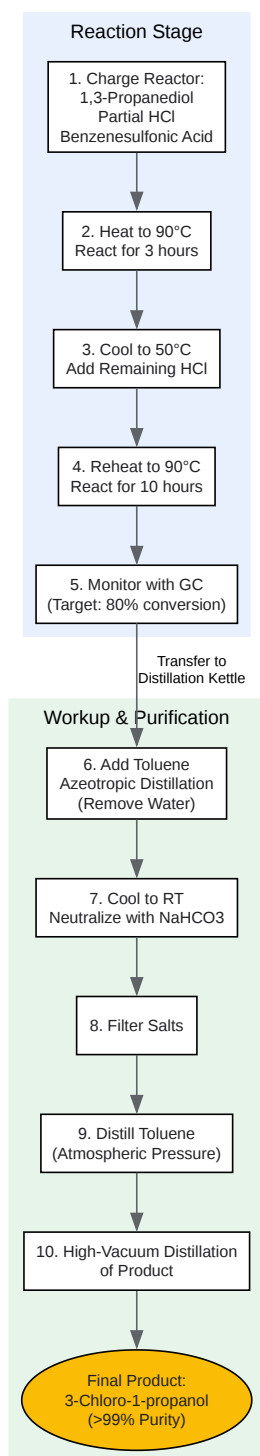 Reaction Stage
1. Charge Reactor:
1,3-Propanediol
Partial HCl
Benzenesulfonic Acid
2. Heat to 90°C
React for 3 hours
3. Cool to 50°C
Add Remaining HCl
4. Reheat to 90°C
React for 10 hours
5. Monitor with GC
(Target: 80% conversion)
Transfer to
Distillation Kettle
Workup & Purification
6. Add Toluene
Azeotropic Distillation
(Remove Water)
7. Cool to RT
Neutralize with NaHCO3
8. Filter Salts
9. Distill Toluene
(Atmospheric Pressure)
10. High-Vacuum Distillation
of Product
Final Product:
3-Chloro-1-propanol
(>99% Purity)